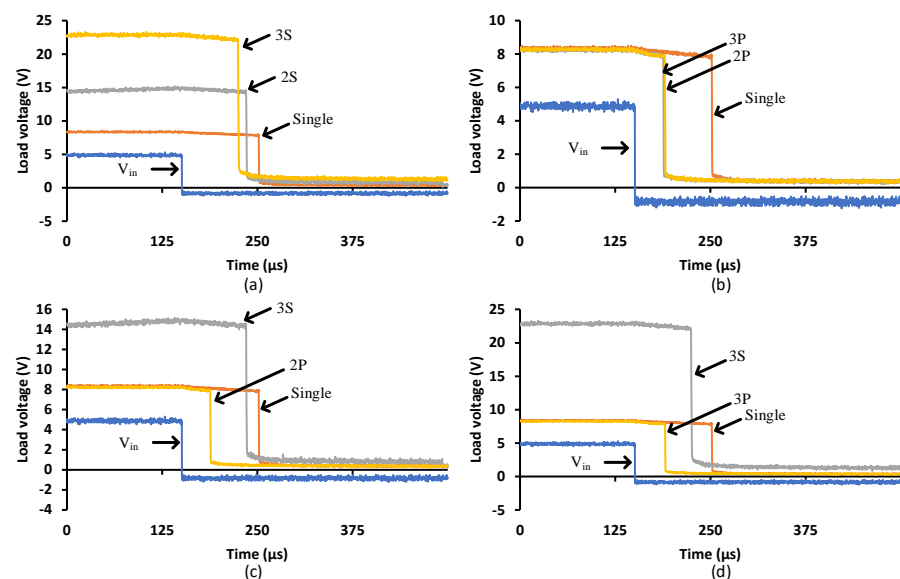 25
20
15
10
5
0
-5
Load voltage (V)
3S
2S
Single
Vin
0 125 250 375
Time (µs)
(a)
10
8
6
4
2
0
-2
Load voltage (V)
3P
2P
Single
Vin
0 125 250 375
Time (µs)
(b)
16
14
12
10
8
6
4
2
0
-2
-4
Load voltage (V)
3S
2P
Single
Vin
0 125 250 375
Time (µs)
(c)
25
20
15
10
5
0
-5
Load voltage (V)
3S
3P
Single
Vin
0 125 250 375
Time (µs)
(d)